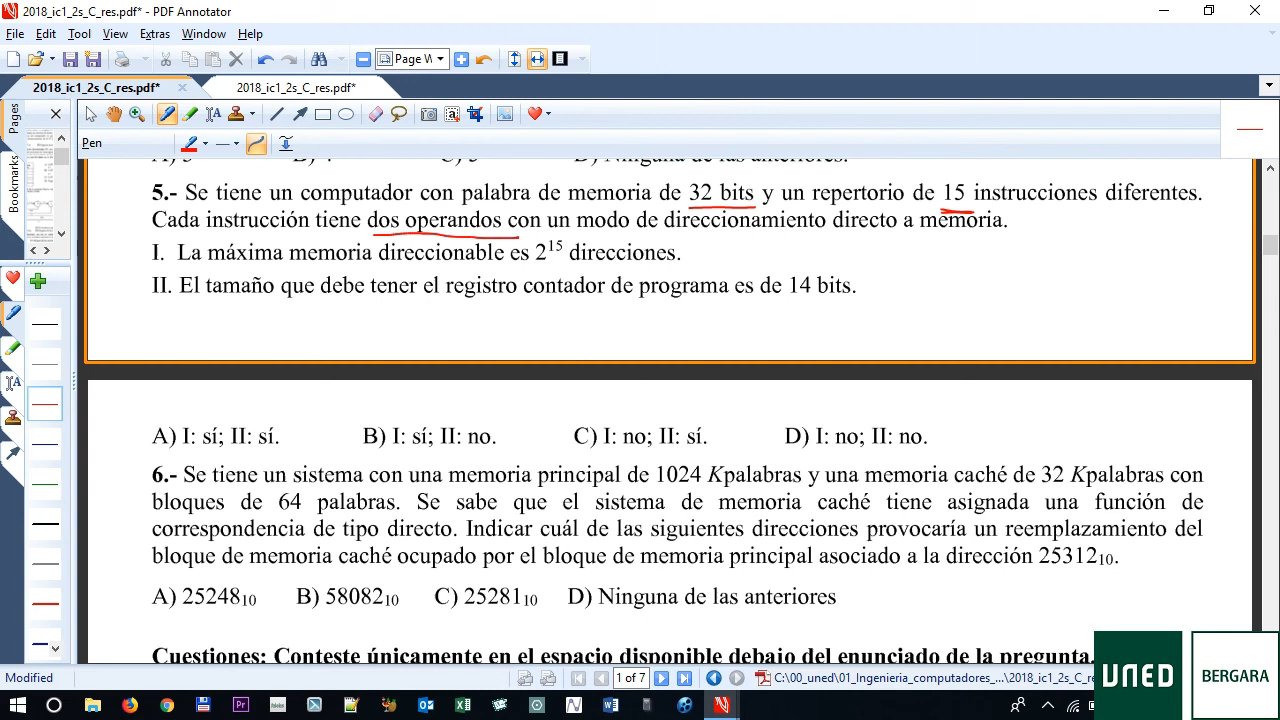 2018_ic1_2s_C_res.pdf* - PDF Annotator
File Edit Tool View Extras Window Help
Page W
2018_ic1_2s_C_res.pdf* 2018_ic1_2s_C_res.pdf*
Pages
Bookmarks
Pen
5.- Se tiene un computador con palabra de memoria de 32 bits y un repertorio de 15 instrucciones diferentes.
Cada instrucción tiene dos operandos con un modo de direccionamiento directo a memoria.
I. La máxima memoria direccionable es 2¹⁵ direcciones.
II. El tamaño que debe tener el registro contador de programa es de 14 bits.
A) I: sí; II: sí. B) I: sí; II: no. C) I: no; II: sí. D) I: no; II: no.
6.- Se tiene un sistema con una memoria principal de 1024 Kpalabras y una memoria caché de 32 Kpalabras con
bloques de 64 palabras. Se sabe que el sistema de memoria caché tiene asignada una función de
correspondencia de tipo directo. Indicar cuál de las siguientes direcciones provocaría un reemplazamiento del
bloque de memoria caché ocupado por el bloque de memoria principal asociado a la dirección 25312₁₀.
A) 25248₁₀ B) 58082₁₀ C) 25281₁₀ D) Ninguna de las anteriores
Cuestiones: Conteste únicamente en el espacio disponible debajo del enunciado de la pregunta.
Modified 1 of 7 C:\00_uned\01_Ingenieria_computadores_...\2018_ic1_2s_C_res.pdf
UNED
BERGARA